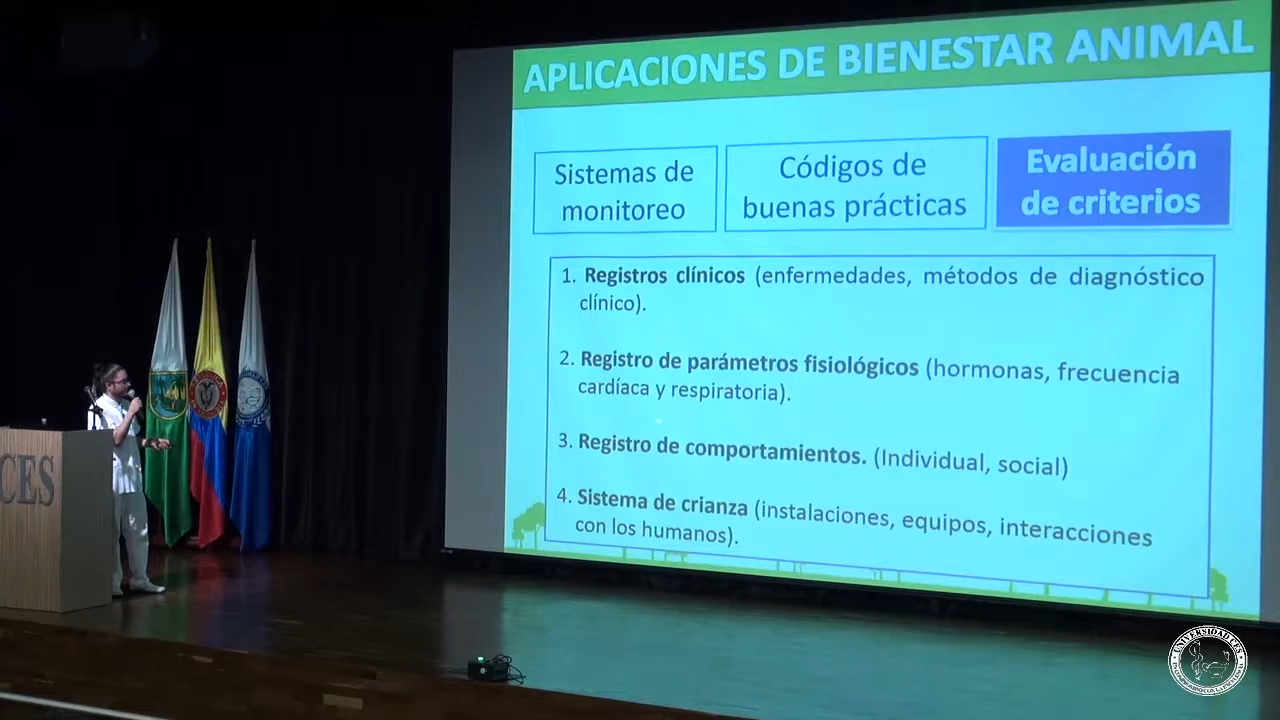 APLICACIONES DE BIENESTAR ANIMAL
Sistemas de
monitoreo
Códigos de
buenas prácticas
Evaluación
de criterios
1. Registros clínicos (enfermedades, métodos de diagnóstico
clínico).
2. Registro de parámetros fisiológicos (hormonas, frecuencia
cardíaca y respiratoria).
3. Registro de comportamientos. (Individual, social)
4. Sistema de crianza (instalaciones, equipos, interacciones
con los humanos).
CES
UNIVERSIDAD CES